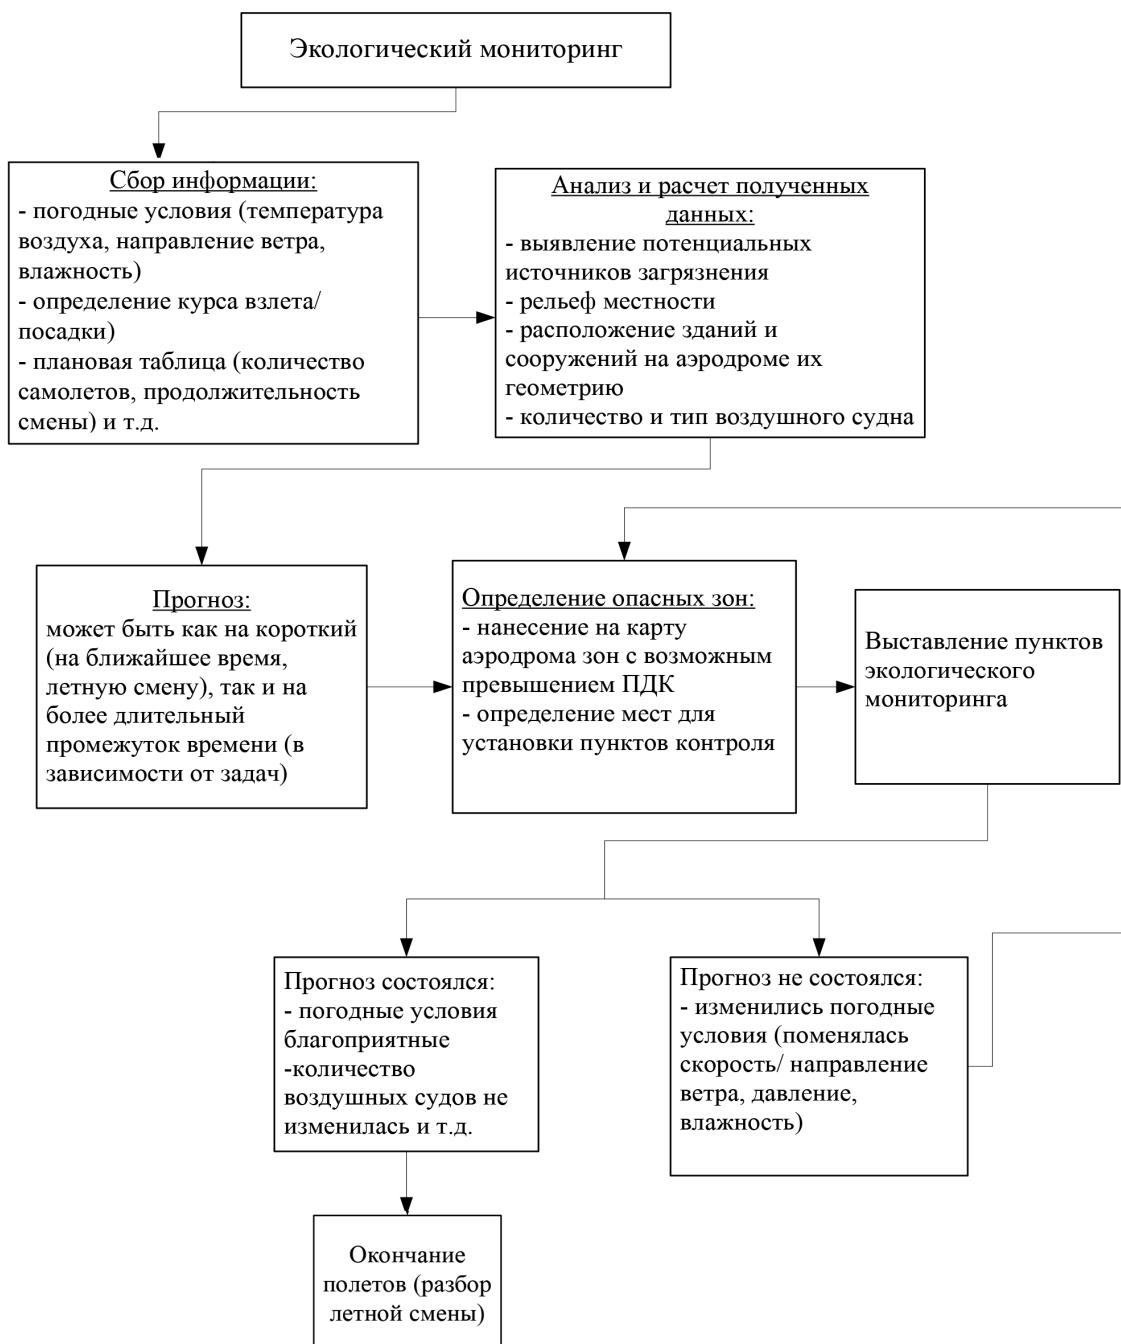 Экологический мониторинг
Сбор информации:
- погодные условия (температура
воздуха, направление ветра,
влажность)
- определение курса взлета/
посадки)
- плановая таблица (количество
самолетов, продолжительность
смены) и т.д.
Анализ и расчет полученных
данных:
- выявление потенциальных
источников загрязнения
- рельеф местности
- расположение зданий и
сооружений на аэродроме их
геометрию
- количество и тип воздушного судна
Прогноз:
может быть как на короткий
(на ближайшее время,
летную смену), так и на
более длительный
промежуток времени (в
зависимости от задач)
Определение опасных зон:
- нанесение на карту
аэродрома зон с возможным
превышением ПДК
- определение мест для
установки пунктов контроля
Выставление пунктов
экологического
мониторинга
Прогноз состоялся:
- погодные условия
благоприятные
-количество
воздушных судов не
изменилась и т.д.
Прогноз не состоялся:
- изменились погодные
условия (поменялась
скорость/ направление
ветра, давление,
влажность)
Окончание
полетов (разбор
летной смены)